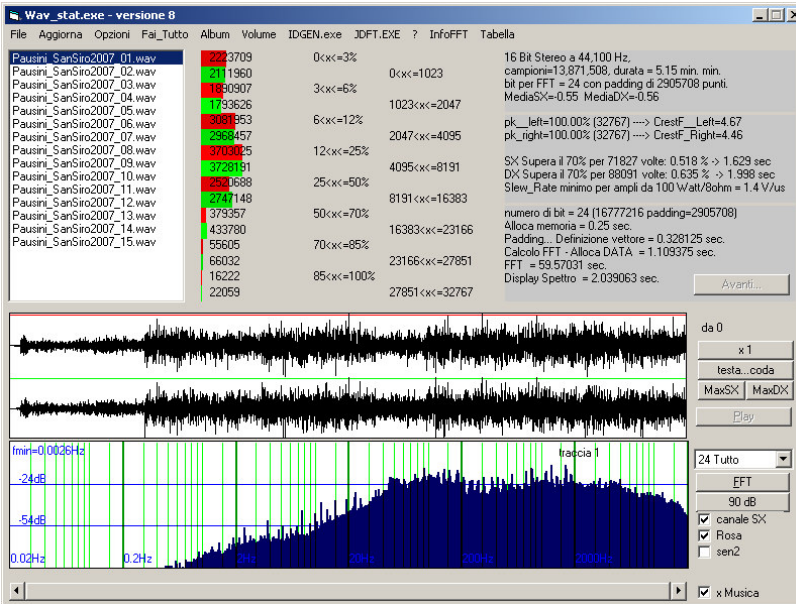 Wav_stat.exe - versione 8
File Aggiorna Opzioni Fai_Tutto Album Volume IDGEN.exe JDFT.EXE ? InfoFFT Tabella
Pausini_SanSiro2007_01.wav
Pausini_SanSiro2007_02.wav
Pausini_SanSiro2007_03.wav
Pausini_SanSiro2007_04.wav
Pausini_SanSiro2007_05.wav
Pausini_SanSiro2007_06.wav
Pausini_SanSiro2007_07.wav
Pausini_SanSiro2007_08.wav
Pausini_SanSiro2007_09.wav
Pausini_SanSiro2007_10.wav
Pausini_SanSiro2007_11.wav
Pausini_SanSiro2007_12.wav
Pausini_SanSiro2007_13.wav
Pausini_SanSiro2007_14.wav
Pausini_SanSiro2007_15.wav
2223709 0<x<=3%
2111960 0<x<=1023
1890907 3<x<=6%
1793626 1023<x<=2047
3081953 6<x<=12%
2968457 2047<x<=4095
3703025 12<x<=25%
3728191 4095<x<=8191
2520688 25<x<=50%
2747148 8191<x<=16383
379357 50<x<=70%
433780 16383<x<=23166
55605 70<x<=85%
66032 23166<x<=27851
16222 85<x<=100%
22059 27851<x<=32767
16 Bit Stereo a 44,100 Hz,
campioni=13,871,508, durata = 5.15 min. min.
bit per FFT = 24 con padding di 2905708 punti.
MediaSX=-0.55 MediaDX=-0.56
pk__left=100.00% (32767) ----> CrestF__Left=4.67
pk_right=100.00% (32767) ----> CrestF_Right=4.46
SX Supera il 70% per 71827 volte: 0.518 % -> 1.629 sec
DX Supera il 70% per 88091 volte: 0.635 % -> 1.998 sec
Slew_Rate minimo per ampli da 100 Watt/8ohm = 1.4 V/us
numero di bit = 24 (16777216 padding=2905708)
Alloca memoria = 0.25 sec.
Padding... Definizione vettore = 0.328125 sec.
Calcolo FFT - Alloca DATA = 1.109375 sec.
FFT = 59.57031 sec.
Display Spettro = 2.039063 sec.
Avanti...
da 0
x 1
testa...coda
MaxSX MaxDX
Play
fmin=0.0026Hz
traccia 1
-24dB
-54dB
0.02Hz 0.2Hz 2Hz 20Hz 200Hz 2000Hz
24 Tutto
FFT
90 dB
canale SX
Rosa
sen2
x Musica